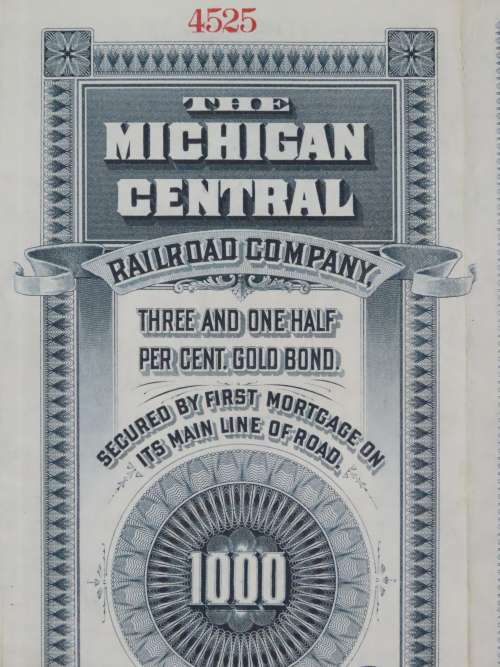 4525
THE
MICHIGAN
CENTRAL
RAILROAD COMPANY,
THREE AND ONE HALF
PER CENT. GOLD BOND.
SECURED BY FIRST MORTGAGE ON
ITS MAIN LINE OF ROAD.
1000